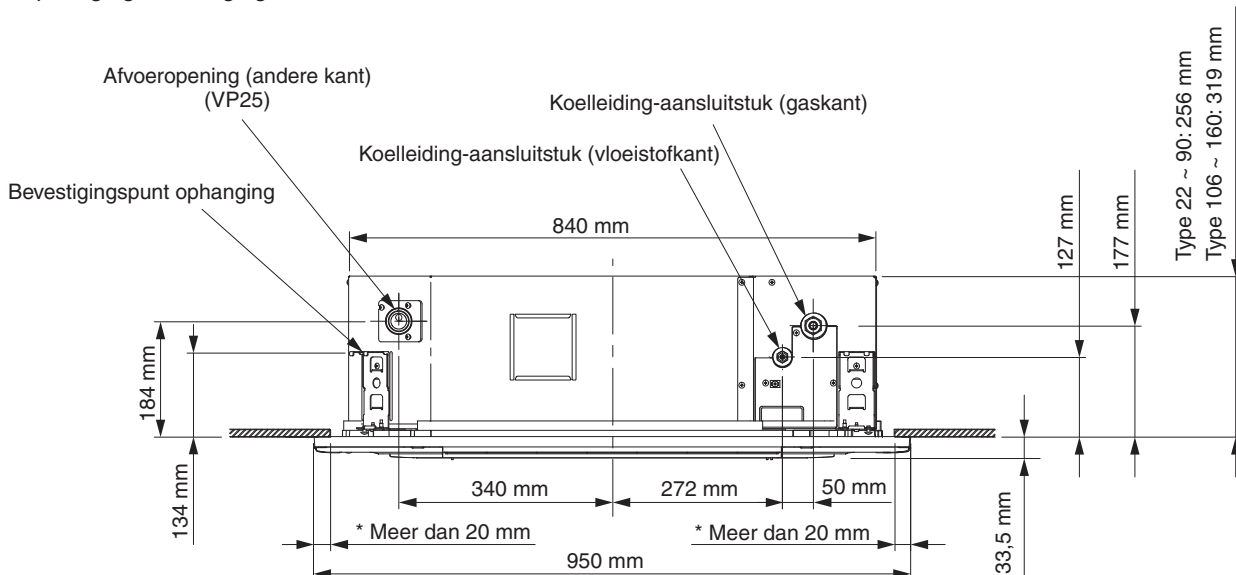 Afvoeropening (andere kant)
(VP25)
Koelleiding-aansluitstuk (gaskant)
Koelleiding-aansluitstuk (vloeistofkant)
Bevestigingspunt ophanging
840 mm
127 mm
177 mm
Type 22 ~ 90: 256 mm
Type 106 ~ 160: 319 mm
184 mm
134 mm
340 mm
272 mm
50 mm
33,5 mm
* Meer dan 20 mm
* Meer dan 20 mm
950 mm